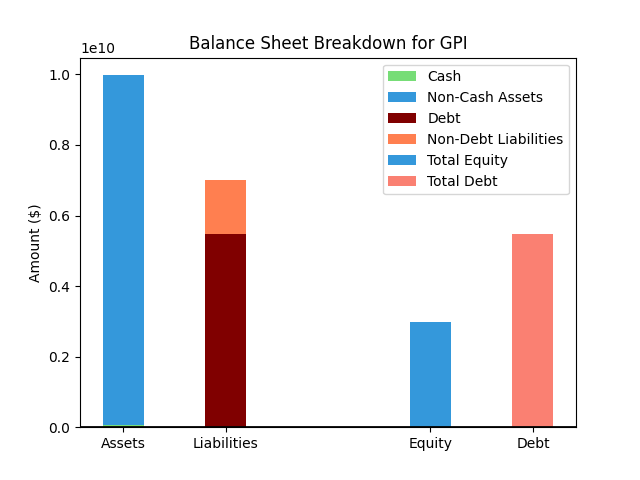 Balance Sheet Breakdown for GPI
1e10
1.0
0.8
0.6
0.4
0.2
0.0
Amount ($)
Cash
Non-Cash Assets
Debt
Non-Debt Liabilities
Total Equity
Total Debt
Assets
Liabilities
Equity
Debt